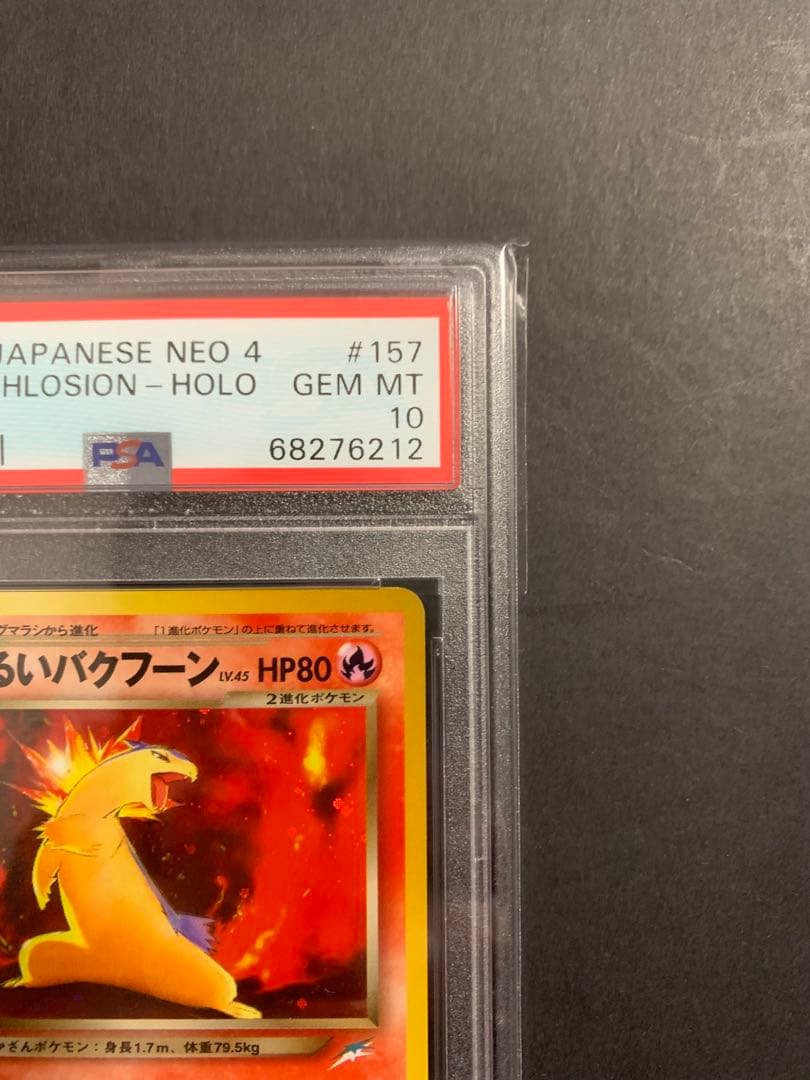 JAPANESE NEO 4 #157
HLOSION-HOLO GEM MT
10
PSA 68276212
グマラシから進化 「1進化ポケモン」の上に重ねて進化させます。
るいバクフーン LV.45 HP80
2進化ポケモン
ざんポケモン:身長1.7m、体重79.5kg